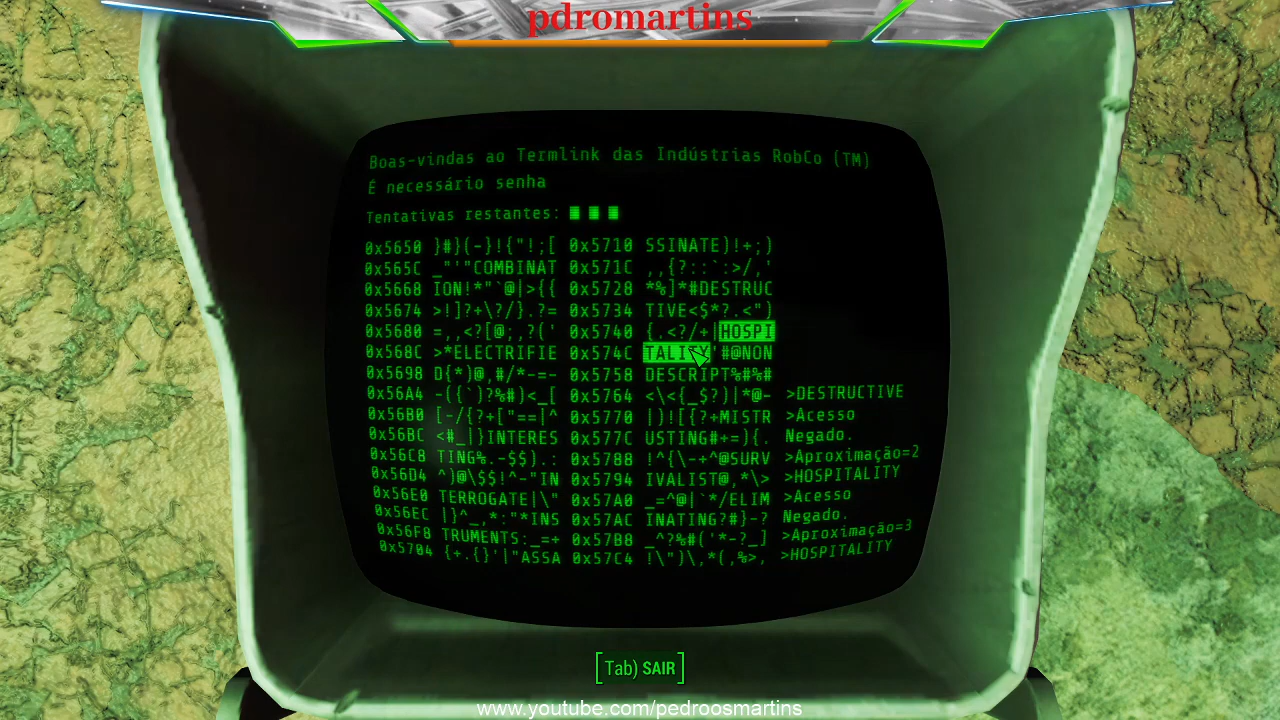 pdromartins
Boas-vindas ao Termlink das Indústrias RobCo (TM)
É necessário senha
Tentativas restantes: ■ ■ ■
0x5650 }#}(-}!{"!;[ 0x5710 SSINATE)!+;)
0x565C _"'"COMBINAT 0x571C ,,{?::`:>/,'
0x5668 ION!*"`@|>{{ 0x5728 *%]*#DESTRUC
0x5674 >!]?+\?/}.?= 0x5734 TIVE<$*?.<")
0x5680 =,,<?[@;,?(' 0x5740 {.<?/+|HOSPI
0x568C >*ELECTRIFIE 0x574C TALITY'#@NON
0x5698 D{*)@,#/*-=- 0x5758 DESCRIPT%#%#
0x56A4 -({`)?%#)<_[ 0x5764 <\<{_$?)|*@- >DESTRUCTIVE
0x56B0 [-/{?+["==|^ 0x5770 |)![{?+MISTR >Acesso
0x56BC <#_|}INTERES 0x577C USTING#+=){. Negado.
0x56C8 TING%.-$$).: 0x5788 !^{\-+^@SURV >Aproximação=2
0x56D4 ^)@\$$!^-"IN 0x5794 IVALIST@,*\> >HOSPITALITY
0x56E0 TERROGATE|\" 0x57A0 _=^@|`*/ELIM >Acesso
0x56EC |}^_,*:"*INS 0x57AC INATING?#}-? Negado.
0x56F8 TRUMENTS:_=+ 0x57B8 _^?%#('*-?_] >Aproximação=3
0x5704 {+.{}'|"ASSA 0x57C4 !\")\,*(,%>, >HOSPITALITY
[Tab) SAIR]
www.youtube.com/pedroosmartins